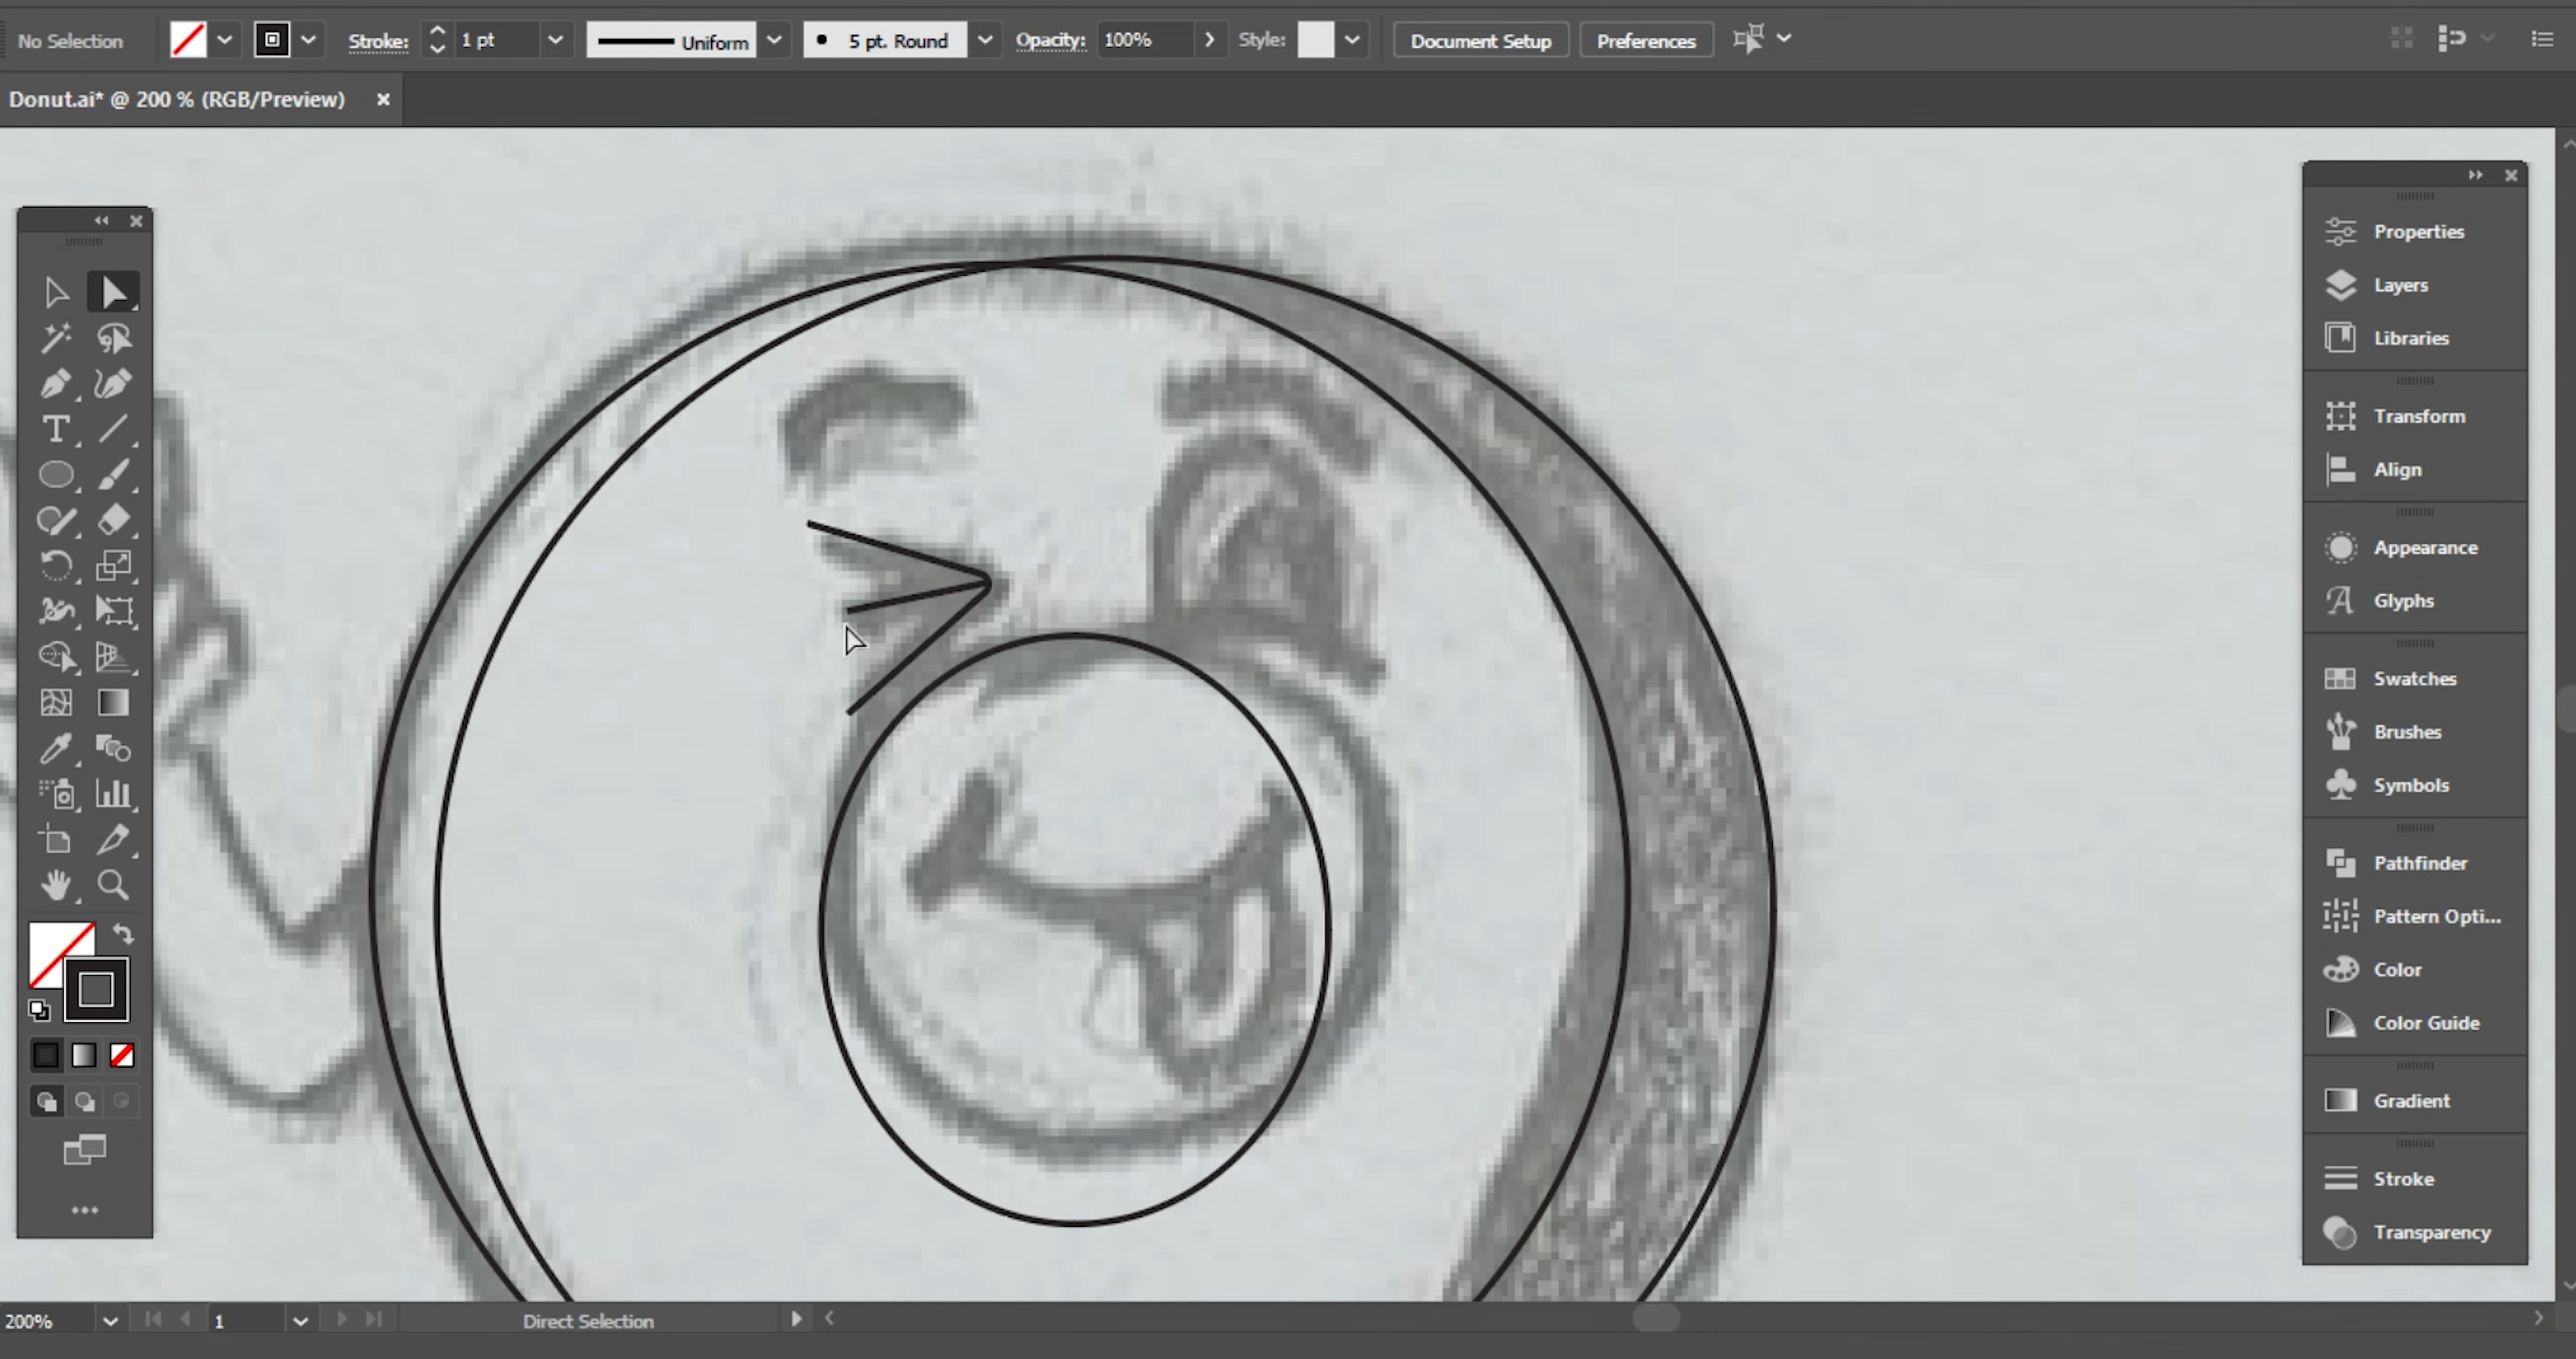 No Selection Stroke: 1 pt Uniform 5 pt. Round Opacity: 100% Style: Document Setup Preferences
Donut.ai* @ 200 % (RGB/Preview)
Properties
Layers
Libraries
Transform
Align
Appearance
Glyphs
Swatches
Brushes
Symbols
Pathfinder
Pattern Opti...
Color
Color Guide
Gradient
Stroke
Transparency
200% 1 Direct Selection